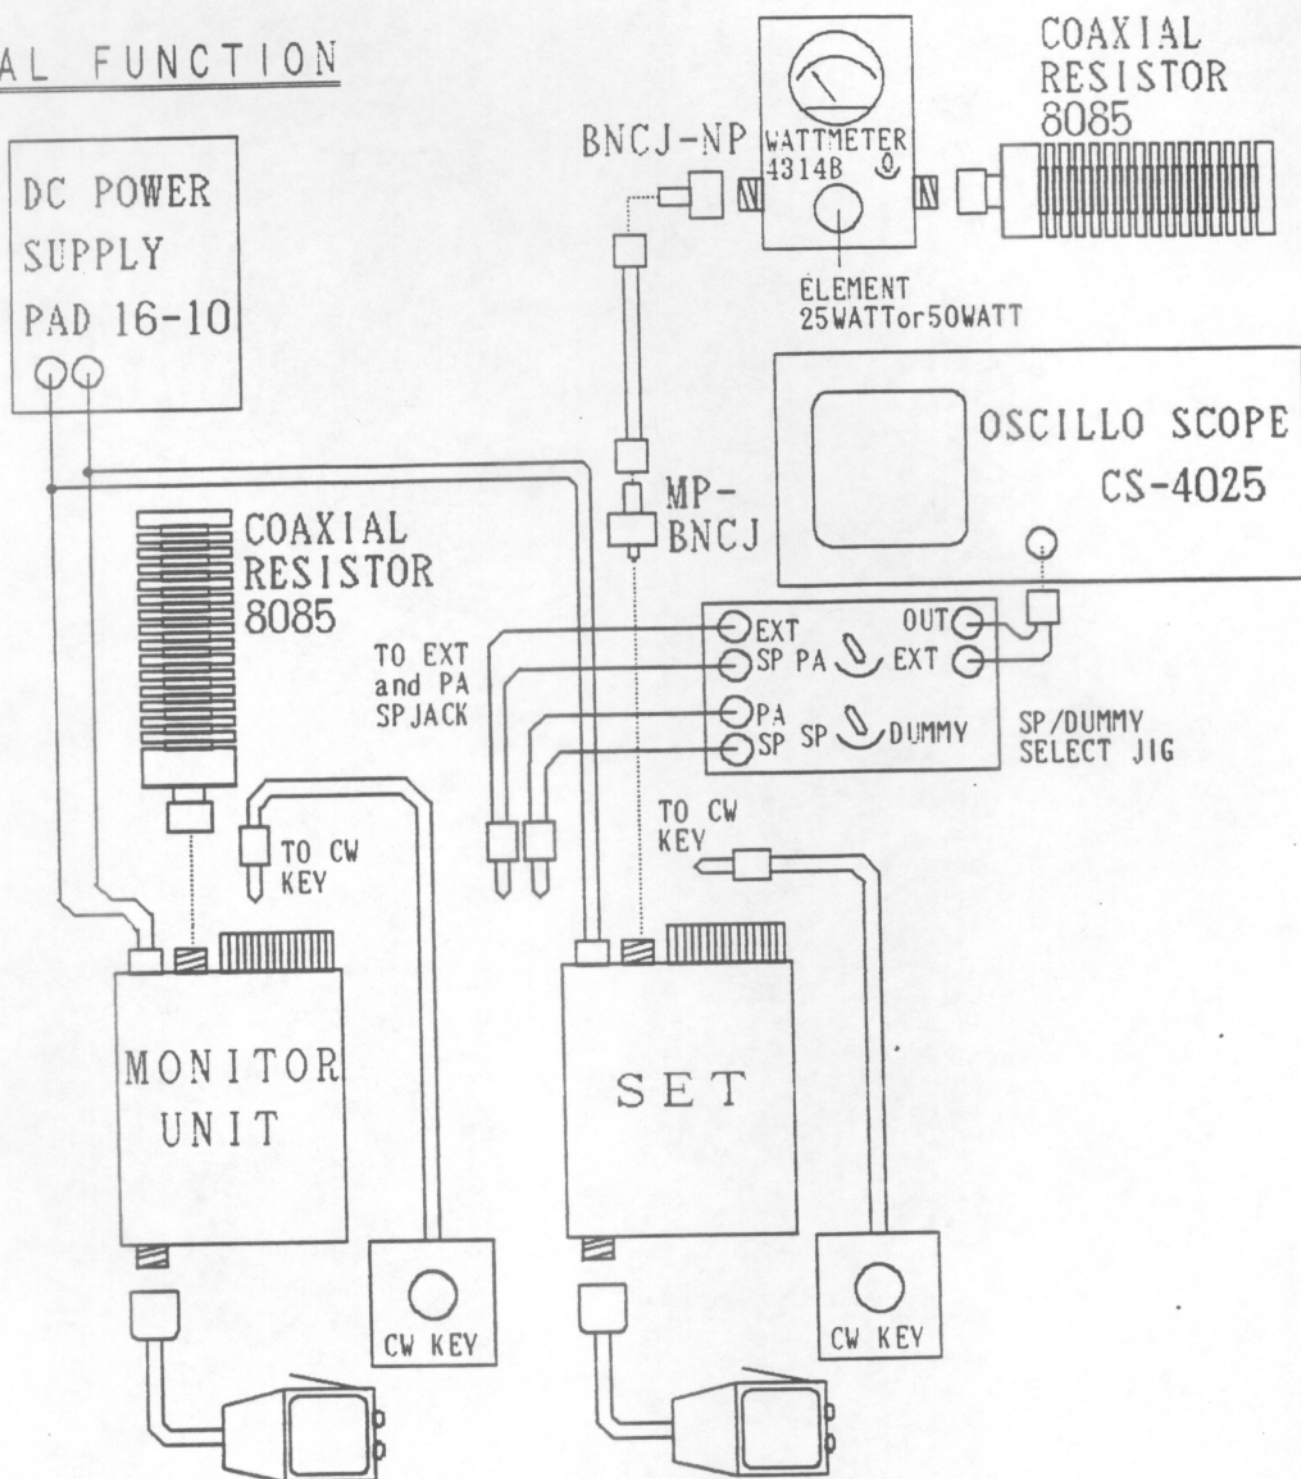 AL FUNCTION
COAXIAL
RESISTOR
8085
BNCJ-NP
WATTMETER
4314B
DC POWER
SUPPLY
PAD 16-10
ELEMENT
25WATTor50WATT
OSCILLO SCOPE
CS-4025
MP-
BNCJ
COAXIAL
RESISTOR
8085
TO EXT
and PA
SPJACK
EXT
SP PA
OUT
EXT
PA
SP SP
DUMMY
SP/DUMMY
SELECT JIG
TO CW
KEY
TO CW
KEY
MONITOR
UNIT
SET
CW KEY
CW KEY